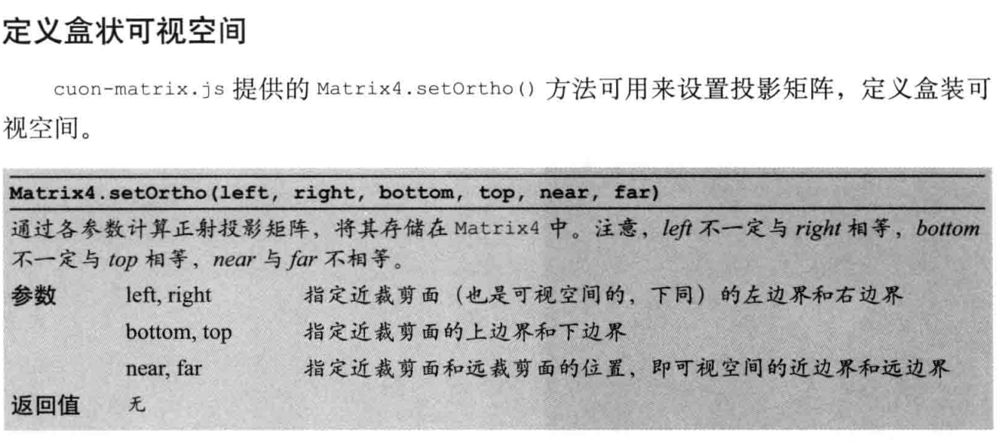 定义盒状可视空间
cuon-matrix.js 提供的 Matrix4.setOrtho() 方法可用来设置投影矩阵，定义盒装可
视空间。
Matrix4.setOrtho(left, right, bottom, top, near, far)
通过各参数计算正射投影矩阵，将其存储在 Matrix4 中。注意，left 不一定与 right 相等，bottom
不一定与 top 相等，near 与 far 不相等。
参数 left, right 指定近裁剪面（也是可视空间的，下同）的左边界和右边界
bottom, top 指定近裁剪面的上边界和下边界
near, far 指定近裁剪面和远裁剪面的位置，即可视空间的近边界和远边界
返回值 无